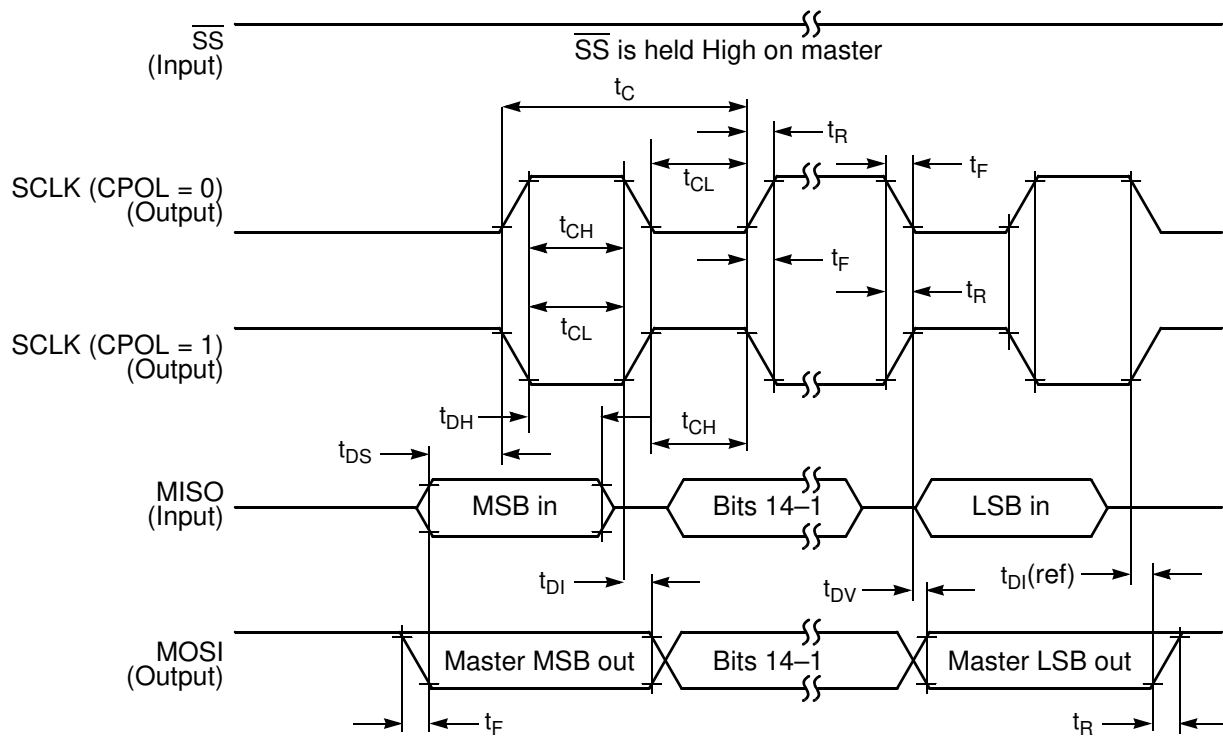 SS
(Input)
SS is held High on master
tC
tR
tF
SCLK (CPOL = 0)
(Output)
tCL
tCH
tF
tR
tCL
SCLK (CPOL = 1)
(Output)
tDH
tCH
tDS
MISO
(Input)
MSB in
Bits 14–1
LSB in
tDI
tDV
tDI(ref)
MOSI
(Output)
Master MSB out
Bits 14–1
Master LSB out
tF
tR